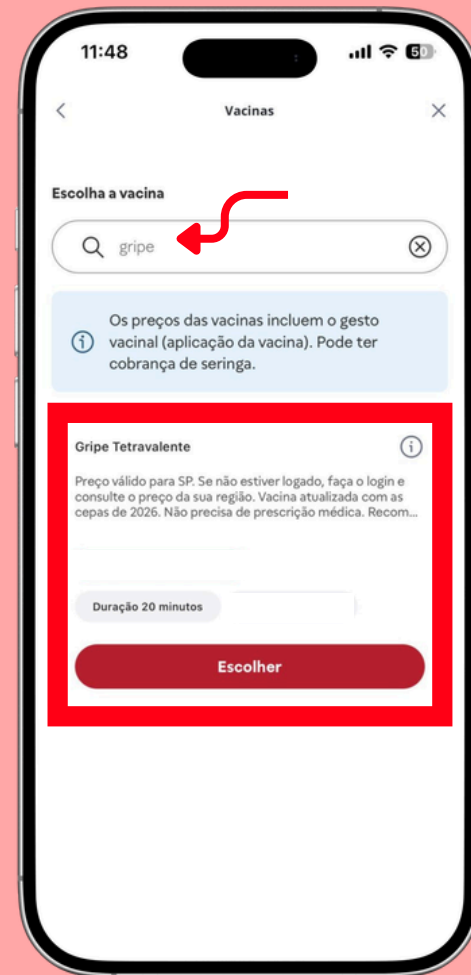 11:48
50
Vacinas
Escolha a vacina
gripe
Os preços das vacinas incluem o gesto
vacinal (aplicação da vacina). Pode ter
cobrança de seringa.
Gripe Tetravalente
Preço válido para SP. Se não estiver logado, faça o login e
consulte o preço da sua região. Vacina atualizada com as
cepas de 2026. Não precisa de prescrição médica. Recom...
Duração 20 minutos
Escolher